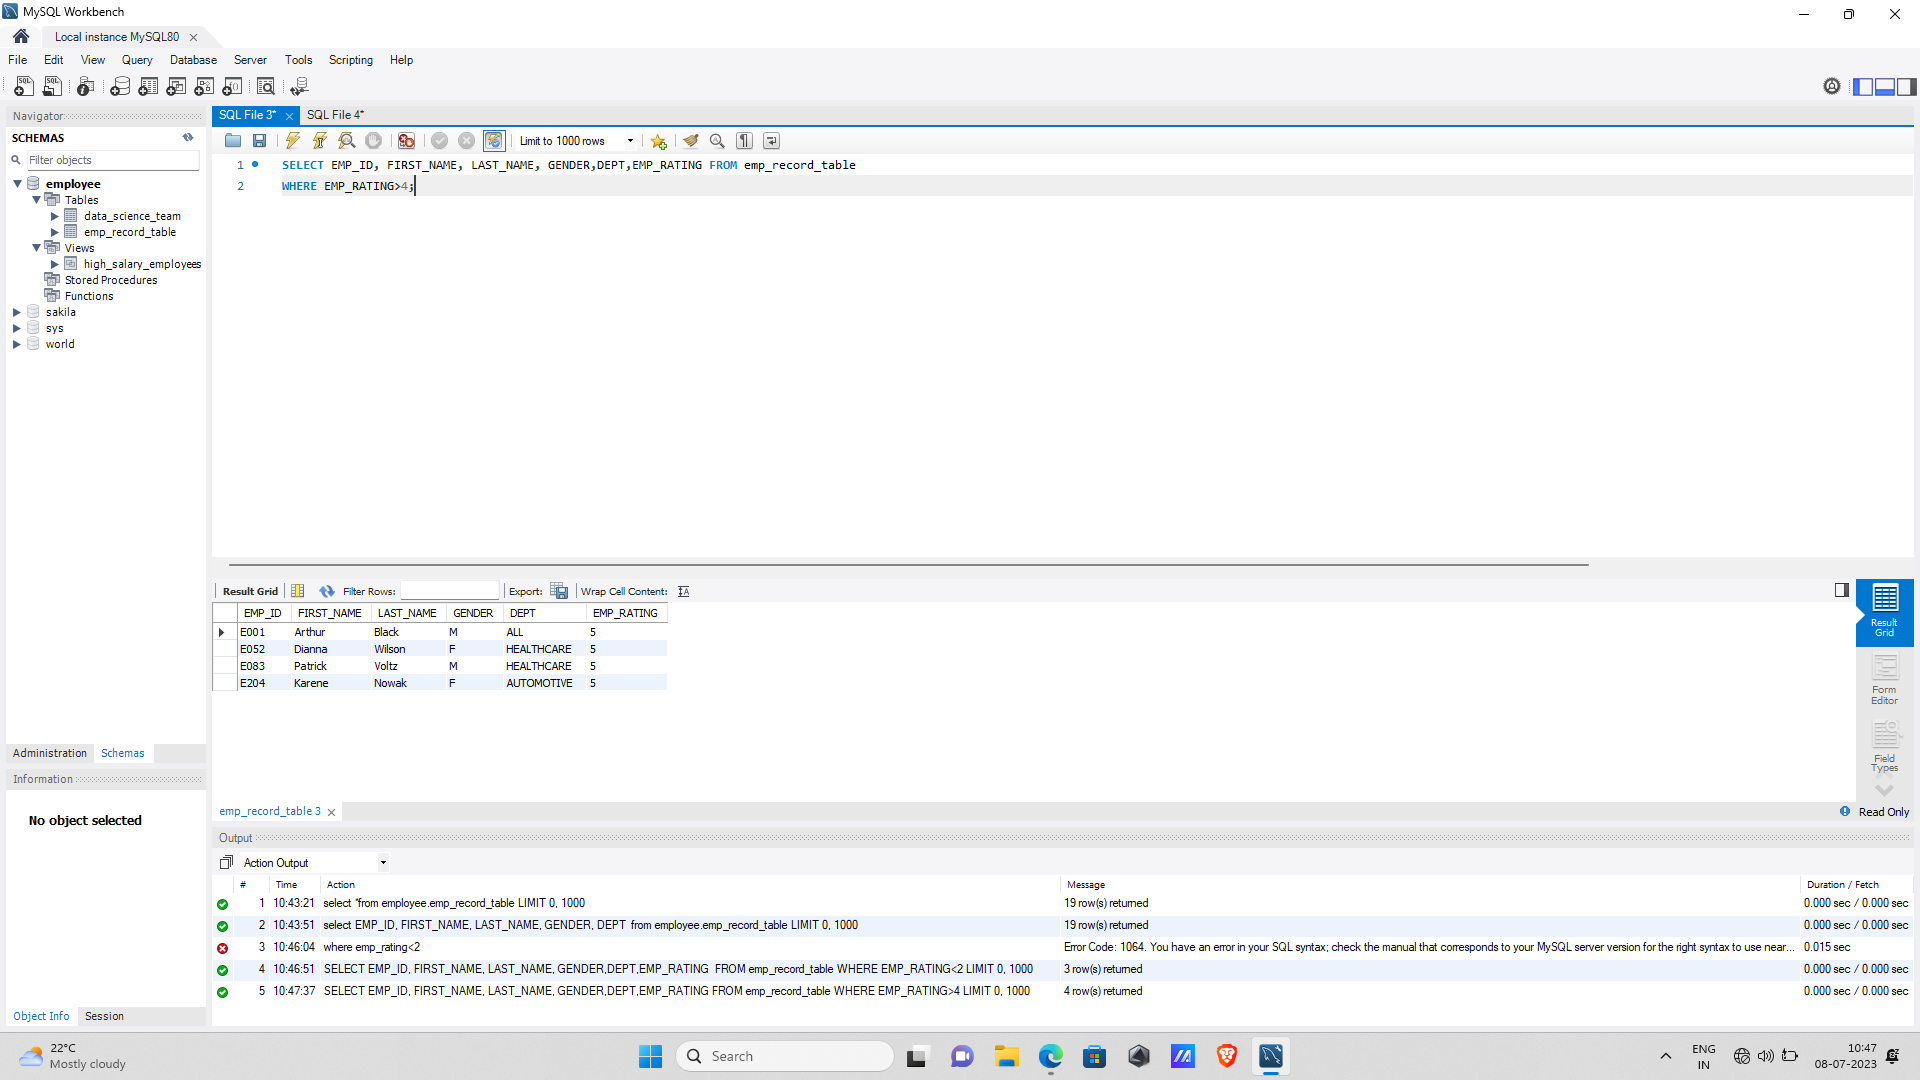 MySQL Workbench
Local instance MySQL80
File Edit View Query Database Server Tools Scripting Help
Navigator
SCHEMAS
Filter objects
employee
Tables
data_science_team
emp_record_table
Views
high_salary_employees
Stored Procedures
Functions
sakila
sys
world
Administration Schemas
Information
No object selected
Object Info Session
SQL File 3* SQL File 4*
Limit to 1000 rows
1 SELECT EMP_ID, FIRST_NAME, LAST_NAME, GENDER,DEPT,EMP_RATING FROM emp_record_table
2 WHERE EMP_RATING>4;
Result Grid Filter Rows: Export: Wrap Cell Content:
EMP_ID FIRST_NAME LAST_NAME GENDER DEPT EMP_RATING
E001 Arthur Black M ALL 5
E052 Dianna Wilson F HEALTHCARE 5
E083 Patrick Voltz M HEALTHCARE 5
E204 Karene Nowak F AUTOMOTIVE 5
Result
Grid
Form
Editor
Field
Types
emp_record_table 3
Read Only
Output
Action Output
# Time Action Message Duration / Fetch
1 10:43:21 select *from employee.emp_record_table LIMIT 0, 1000 19 row(s) returned 0.000 sec / 0.000 sec
2 10:43:51 select EMP_ID, FIRST_NAME, LAST_NAME, GENDER, DEPT from employee.emp_record_table LIMIT 0, 1000 19 row(s) returned 0.000 sec / 0.000 sec
3 10:46:04 where emp_rating<2 Error Code: 1064. You have an error in your SQL syntax; check the manual that corresponds to your MySQL server version for the right syntax to use near... 0.015 sec
4 10:46:51 SELECT EMP_ID, FIRST_NAME, LAST_NAME, GENDER,DEPT,EMP_RATING FROM emp_record_table WHERE EMP_RATING<2 LIMIT 0, 1000 3 row(s) returned 0.000 sec / 0.000 sec
5 10:47:37 SELECT EMP_ID, FIRST_NAME, LAST_NAME, GENDER,DEPT,EMP_RATING FROM emp_record_table WHERE EMP_RATING>4 LIMIT 0, 1000 4 row(s) returned 0.000 sec / 0.000 sec
22°C
Mostly cloudy
Search
ENG
IN
10:47
08-07-2023